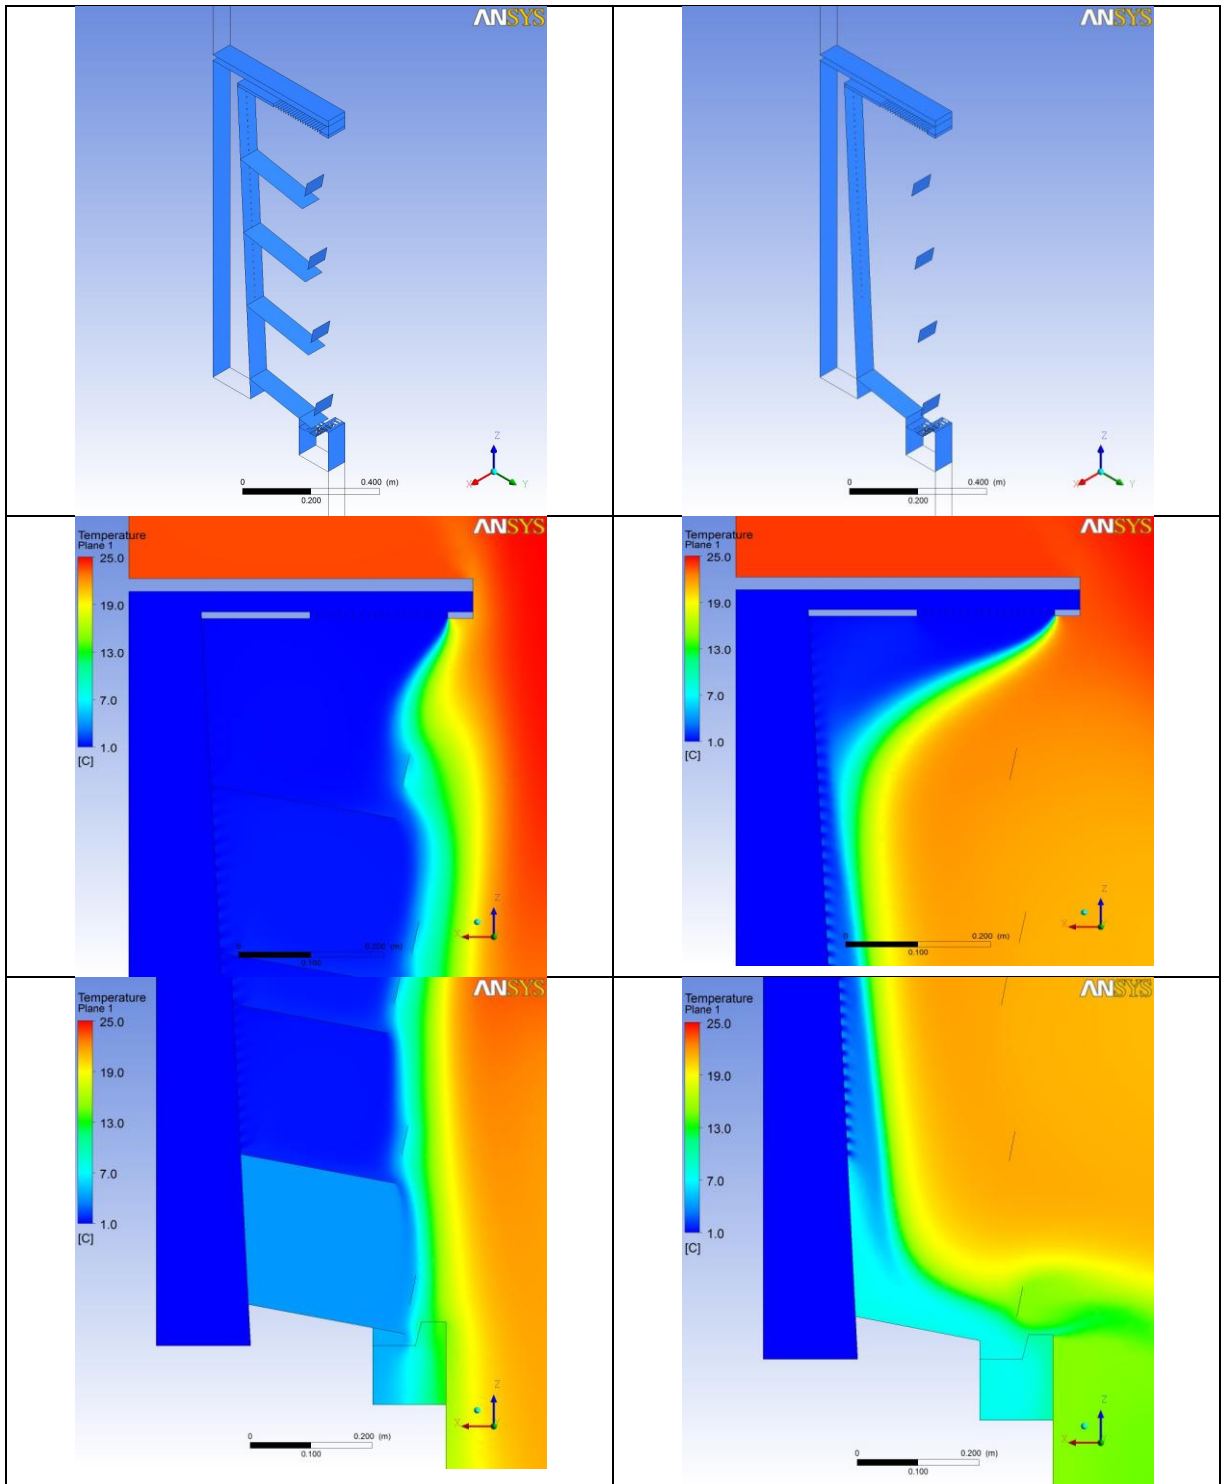 ANSYS
Z
X
Y
0
0.400 (m)
0.200
ANSYS
Z
X
Y
0
0.400 (m)
0.200
Temperature
Plane 1
25.0
19.0
13.0
7.0
1.0
[C]
ANSYS
Z
X
0
0.200 (m)
0.100
Temperature
Plane 1
25.0
19.0
13.0
7.0
1.0
[C]
ANSYS
Z
X
0
0.200 (m)
0.100
Temperature
Plane 1
25.0
19.0
13.0
7.0
1.0
[C]
ANSYS
Z
X
0
0.200 (m)
0.100
Temperature
Plane 1
25.0
19.0
13.0
7.0
1.0
[C]
ANSYS
Z
X
0
0.200 (m)
0.100